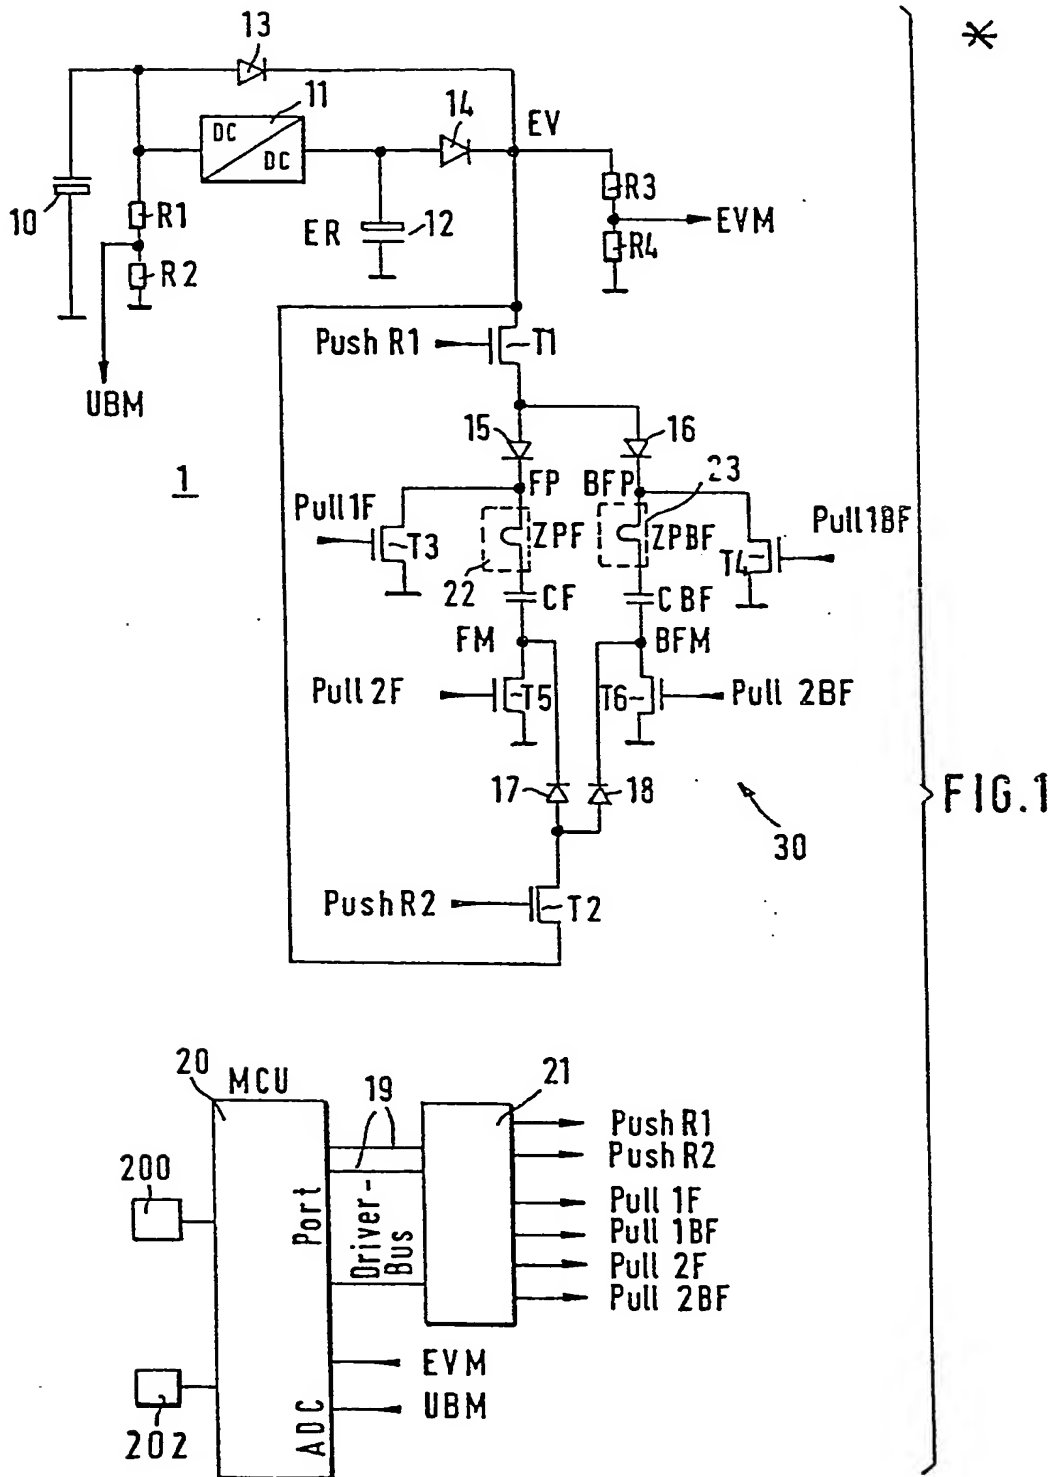 *
13
11
14
EV
DC
DC
R3
10
R1
ER
12
EVM
R4
R2
Push R1
T1
UBM
15
16
1
FP
BFP
23
Pull 1F
Pull 1BF
T3
ZPF
ZPBF
T4
22
CF
CBF
FM
BFM
Pull 2F
T5
T6
Pull 2BF
17
18
FIG.1
30
Push R2
T2
20
MCU
19
21
Push R1
Push R2
200
Port
Driver-
Bus
Pull 1F
Pull 1BF
Pull 2F
Pull 2BF
EVM
ADC
UBM
202